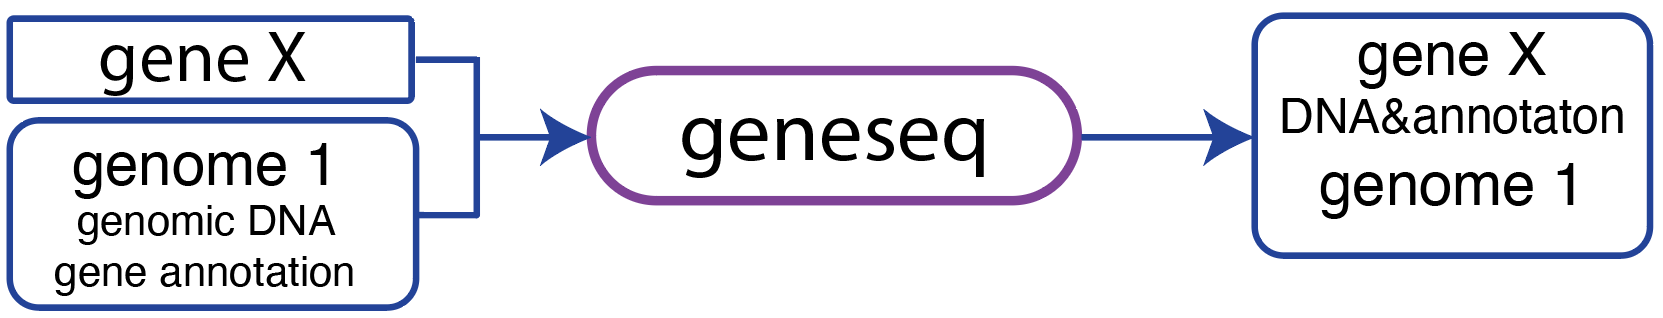 gene X
genome 1
genomic DNA
gene annotation
geneseq
gene X
DNA&annotaton
genome 1